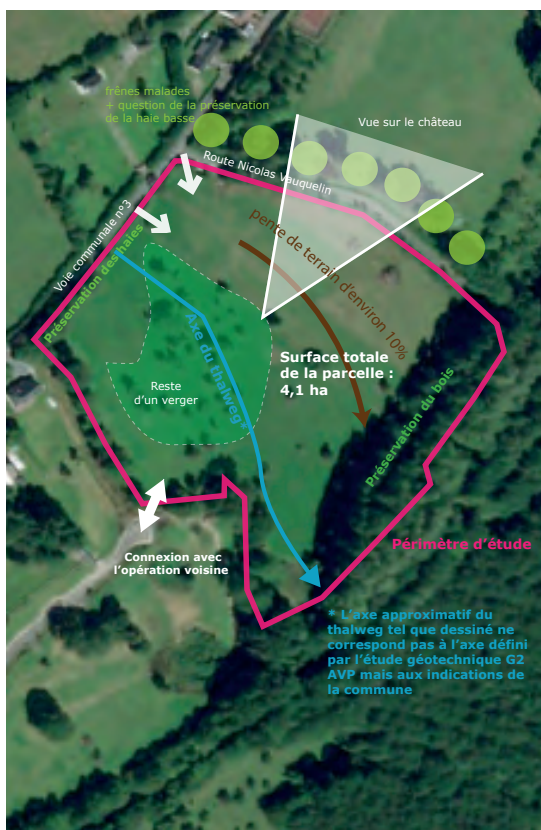 frênes malades
+ question de la préservation
de la haie basse
Vue sur le château
Route Nicolas Vauquelin
Voie communale n°3
Préservation des haies
pente de terrain d'environ 10%
Axe du thalweg*
Surface totale
de la parcelle :
4,1 ha
Reste
d'un verger
Préservation du bois
Périmètre d'étude
Connexion avec
l'opération voisine
* L'axe approximatif du
thalweg tel que dessiné ne
correspond pas à l'axe défini
par l'étude géotechnique G2
AVP mais aux indications de
la commune